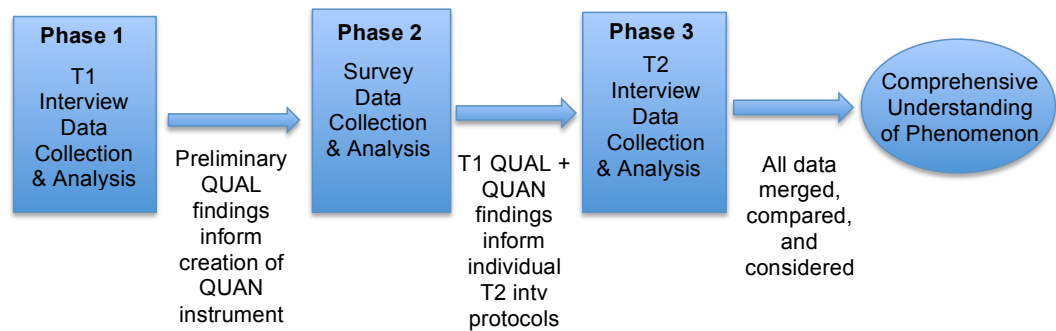 Phase 1
T1
Interview
Data
Collection
& Analysis
Preliminary
QUAL
findings
inform
creation of
QUAN
instrument
Phase 2
Survey
Data
Collection
& Analysis
T1 QUAL +
QUAN
findings
inform
individual
T2 intv
protocols
Phase 3
T2
Interview
Data
Collection
& Analysis
All data
merged,
compared,
and
considered
Comprehensive
Understanding
of Phenomenon